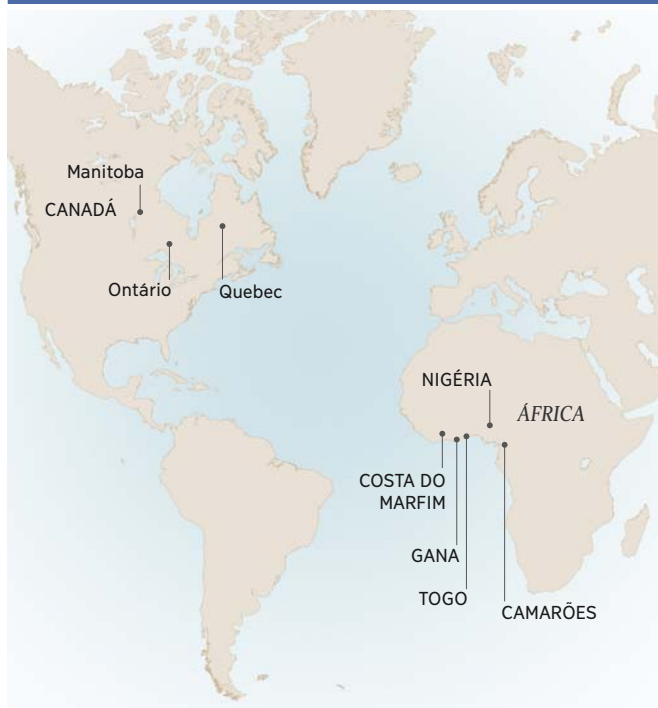 Manitoba
CANADÁ
Ontário
Quebec
NIGÉRIA
ÁFRICA
COSTA DO
MARFIM
GANA
TOGO
CAMARÕES